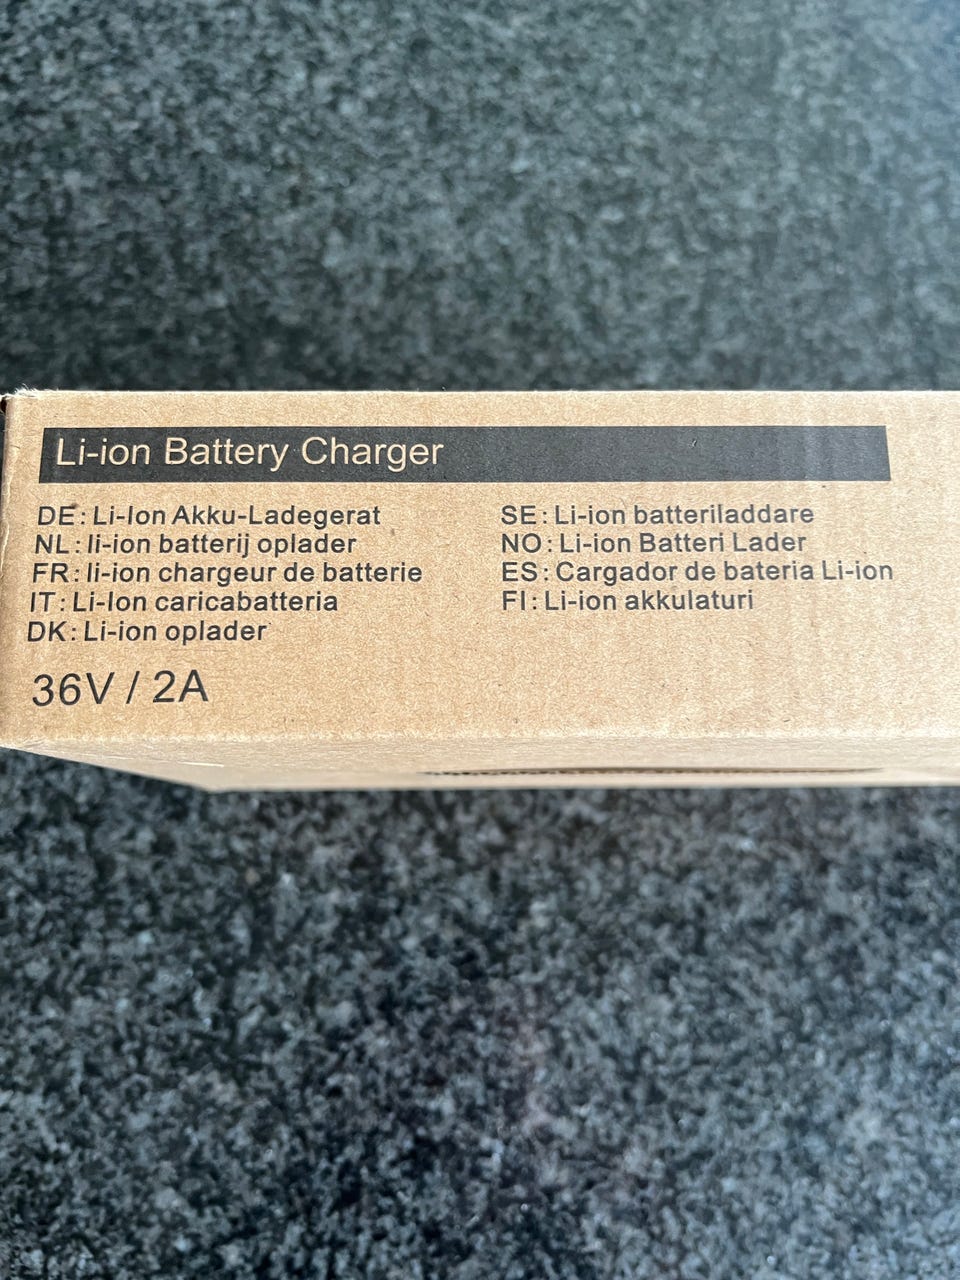 Li-ion Battery Charger
DE: Li-Ion Akku-Ladegerat
NL: li-ion batterij oplader
FR: li-ion chargeur de batterie
IT: Li-Ion caricabatteria
DK: Li-ion oplader
SE: Li-ion batteriladdare
NO: Li-ion Batteri Lader
ES: Cargador de bateria Li-ion
FI: Li-ion akkulaturi
36V / 2A